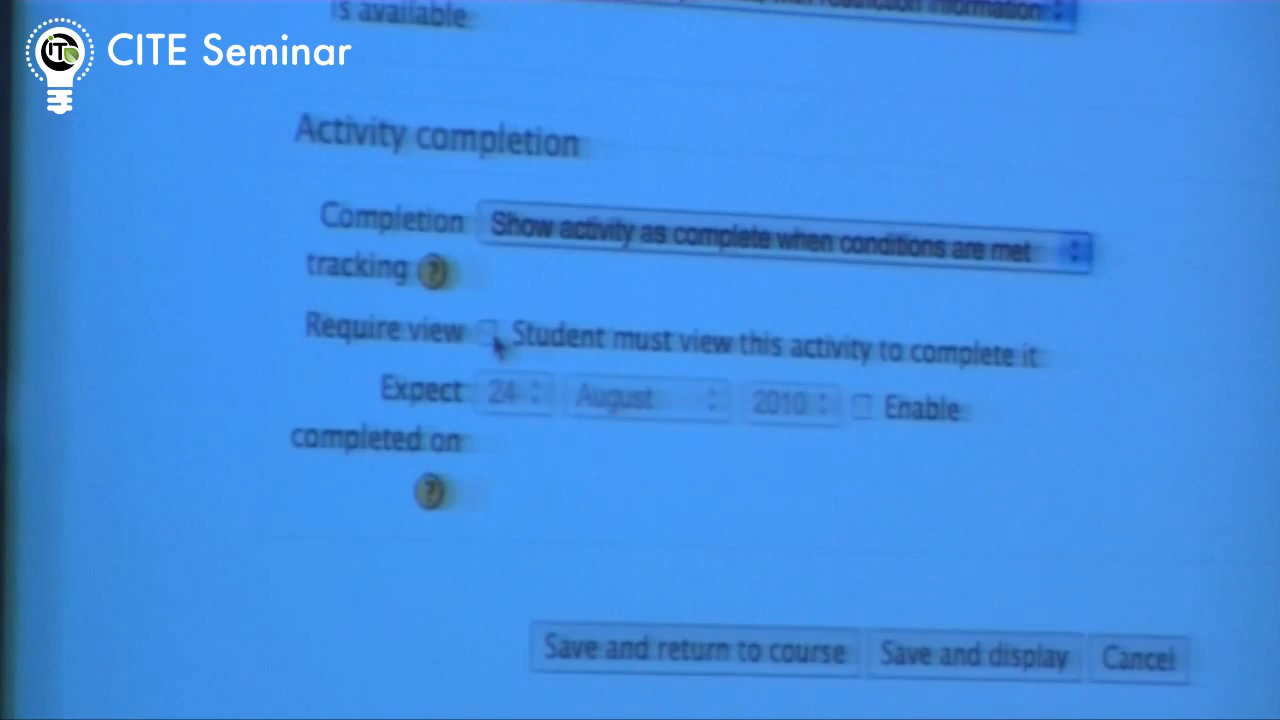 CITE Seminar
restriction information
is available
Activity completion
Completion tracking
Show activity as complete when conditions are met
Require view
Student must view this activity to complete it
Expect completed on
24 August 2010 Enable
Save and return to course Save and display Cancel